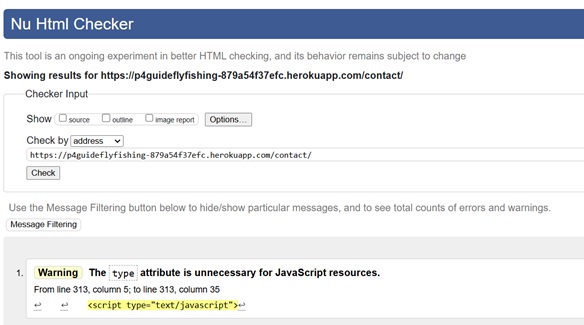 Nu Html Checker
This tool is an ongoing experiment in better HTML checking, and its behavior remains subject to change
Showing results for https://p4guideflyfishing-879a54f37efc.herokuapp.com/contact/
Checker Input
Show source outline image report Options...
Check by address
https://p4guideflyfishing-879a54f37efc.herokuapp.com/contact/
Check
Use the Message Filtering button below to hide/show particular messages, and to see total counts of errors and warnings.
Message Filtering
1. Warning The type attribute is unnecessary for JavaScript resources.
From line 313, column 5; to line 313, column 35
↩ ↩ <script type="text/javascript">↩